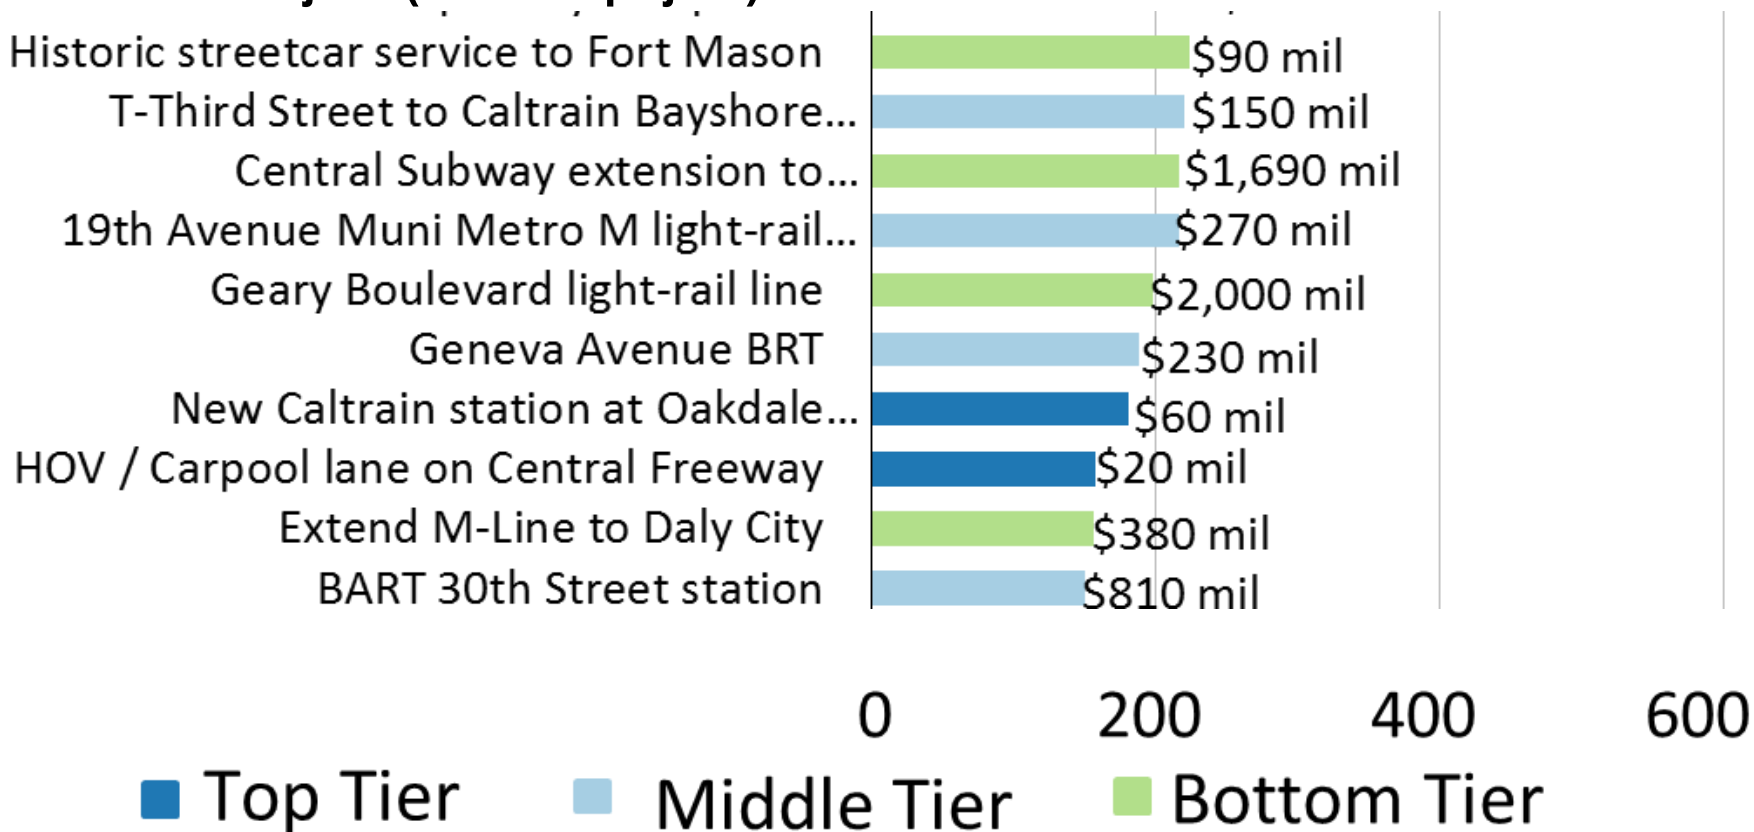 Historic streetcar service to Fort Mason $90 mil
T-Third Street to Caltrain Bayshore... $150 mil
Central Subway extension to... $1,690 mil
19th Avenue Muni Metro M light-rail... $270 mil
Geary Boulevard light-rail line $2,000 mil
Geneva Avenue BRT $230 mil
New Caltrain station at Oakdale... $60 mil
HOV / Carpool lane on Central Freeway $20 mil
Extend M-Line to Daly City $380 mil
BART 30th Street station $810 mil
0 200 400 600
Top Tier Middle Tier Bottom Tier